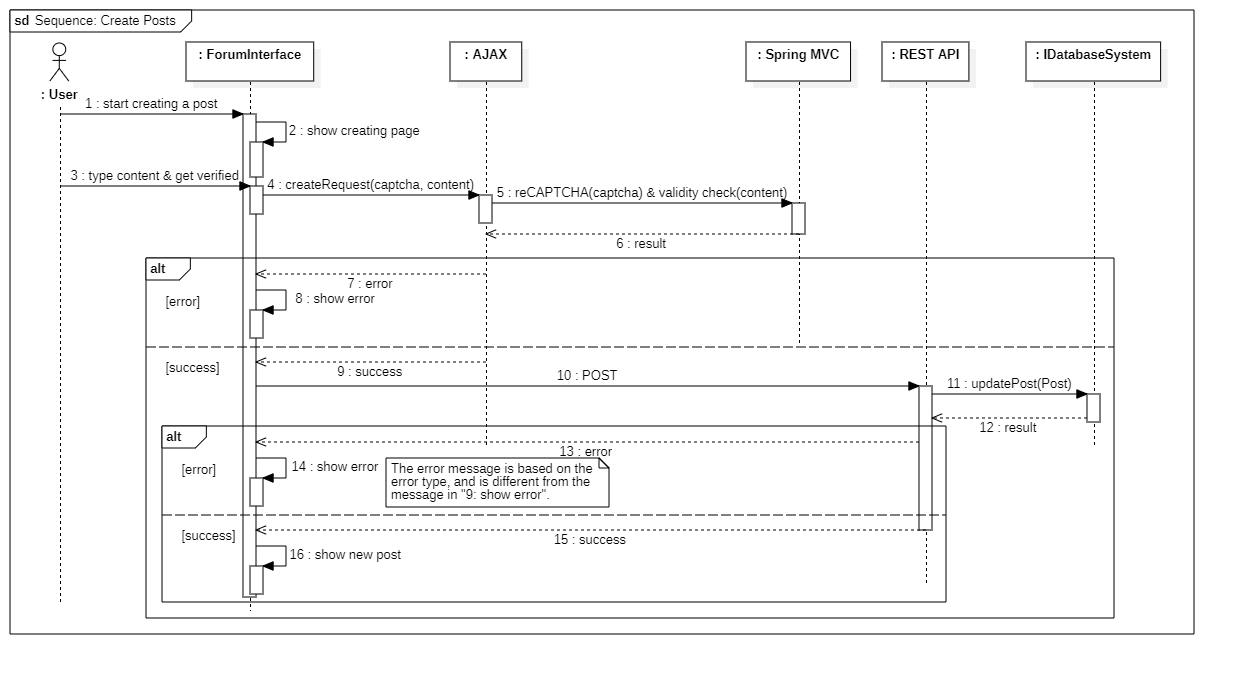 sd Sequence: Create Posts
: User
: ForumInterface
: AJAX
: Spring MVC
: REST API
: IDatabaseSystem
1 : start creating a post
2 : show creating page
3 : type content & get verified
4 : createRequest(captcha, content)
5 : reCAPTCHA(captcha) & validity check(content)
6 : result
alt
[error]
7 : error
8 : show error
[success]
9 : success
10 : POST
11 : updatePost(Post)
12 : result
alt
[error]
13 : error
14 : show error
The error message is based on the
error type, and is different from the
message in "9: show error".
[success]
15 : success
16 : show new post